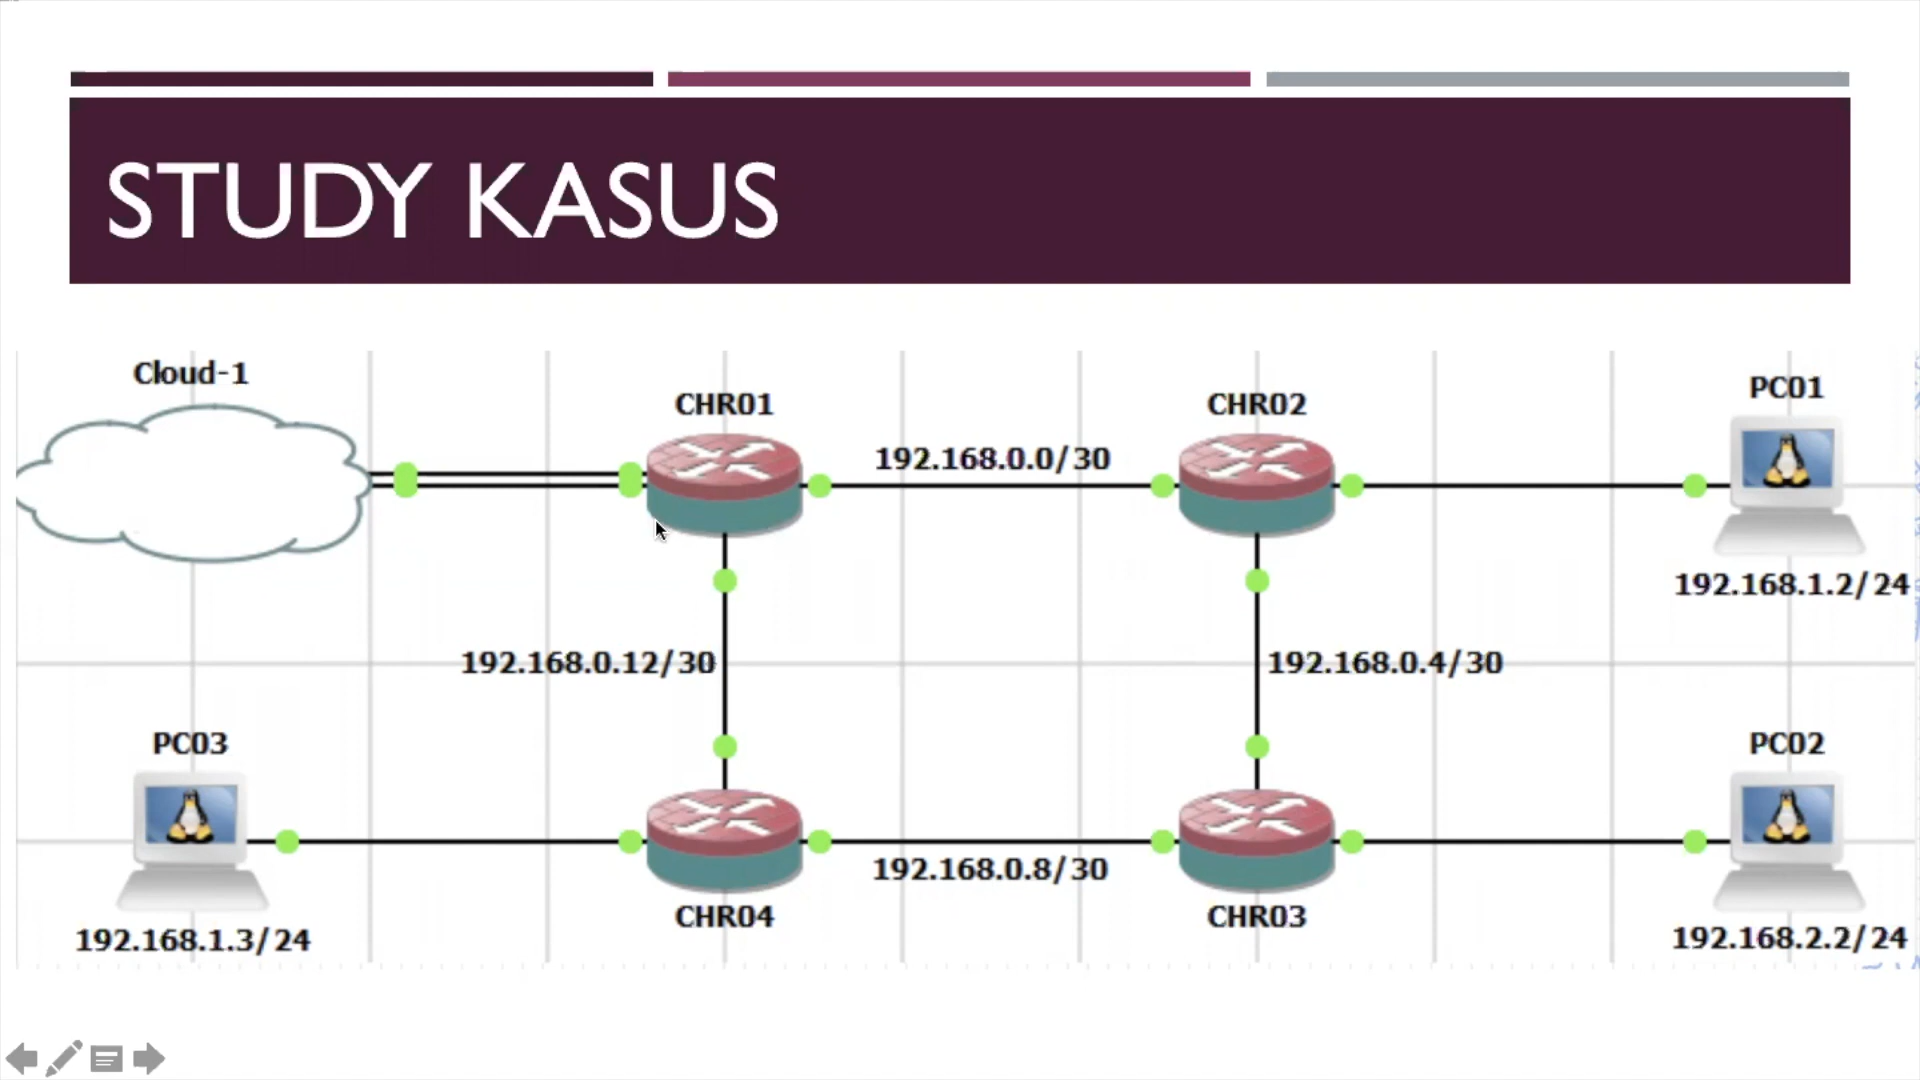 STUDY KASUS
Cloud-1
CHR01
CHR02
PC01
192.168.0.0/30
192.168.1.2/24
192.168.0.12/30
192.168.0.4/30
PC03
PC02
192.168.0.8/30
CHR04
CHR03
192.168.1.3/24
192.168.2.2/24